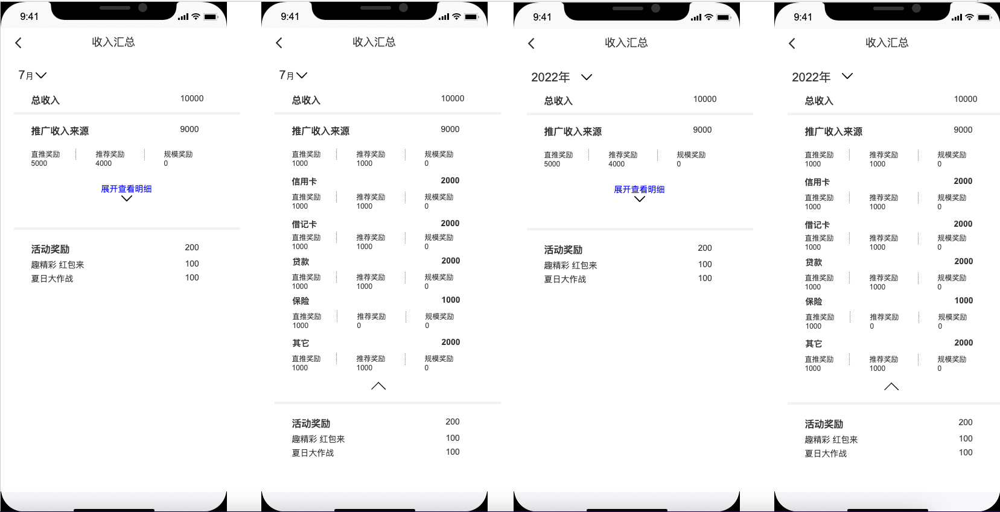 9:41
收入汇总
7月
总收入 10000
推广收入来源 9000
直推奖励 推荐奖励 规模奖励
5000 4000 0
展开查看明细
活动奖励 200
趣精彩 红包来 100
夏日大作战 100
9:41
收入汇总
7月
总收入 10000
推广收入来源 9000
直推奖励 推荐奖励 规模奖励
1000 1000 0
信用卡 2000
直推奖励 推荐奖励 规模奖励
1000 1000 0
借记卡 2000
直推奖励 推荐奖励 规模奖励
1000 1000 0
贷款 2000
直推奖励 推荐奖励 规模奖励
1000 1000 0
保险 1000
直推奖励 推荐奖励 规模奖励
1000 0 0
其它 2000
直推奖励 推荐奖励 规模奖励
1000 1000 0
活动奖励 200
趣精彩 红包来 100
夏日大作战 100
9:41
收入汇总
2022年
总收入 10000
推广收入来源 9000
直推奖励 推荐奖励 规模奖励
5000 4000 0
展开查看明细
活动奖励 200
趣精彩 红包来 100
夏日大作战 100
9:41
收入汇总
2022年
总收入 10000
推广收入来源 9000
直推奖励 推荐奖励 规模奖励
1000 1000 0
信用卡 2000
直推奖励 推荐奖励 规模奖励
1000 1000 0
借记卡 2000
直推奖励 推荐奖励 规模奖励
1000 1000 0
贷款 2000
直推奖励 推荐奖励 规模奖励
1000 1000 0
保险 1000
直推奖励 推荐奖励 规模奖励
1000 0 0
其它 2000
直推奖励 推荐奖励 规模奖励
1000 1000 0
活动奖励 200
趣精彩 红包来 100
夏日大作战 100